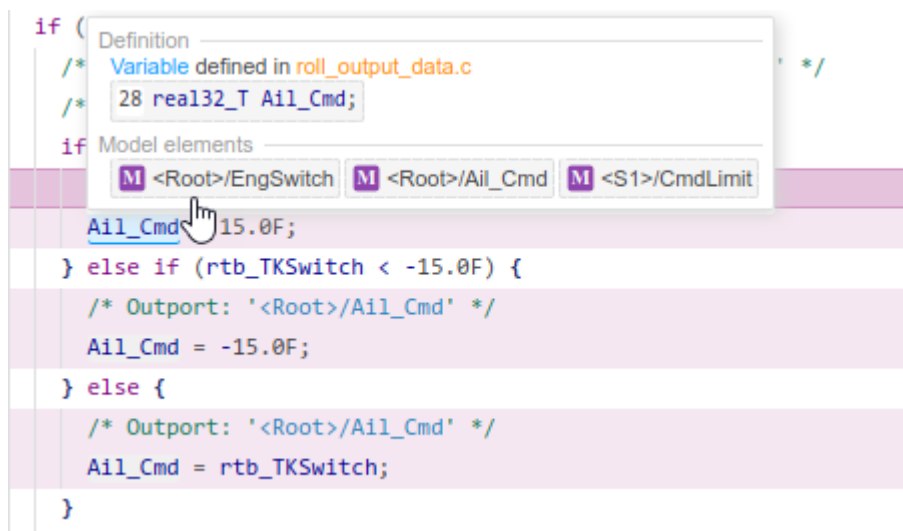 if (
Definition
/*
Variable defined in roll_output_data.c
' */
/*
28 real32_T Ail_Cmd;
if
Model elements
M <Root>/EngSwitch M <Root>/Ail_Cmd M <S1>/CmdLimit
Ail_Cmd 15.0F;
} else if (rtb_TKSwitch < -15.0F) {
/* Outport: '<Root>/Ail_Cmd' */
Ail_Cmd = -15.0F;
} else {
/* Outport: '<Root>/Ail_Cmd' */
Ail_Cmd = rtb_TKSwitch;
}